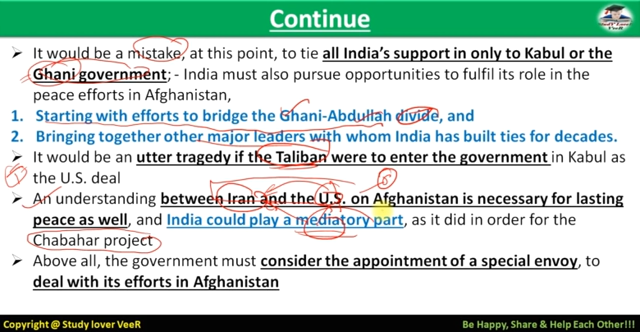 Continue
It would be a mistake, at this point, to tie all India's support in only to Kabul or the
Ghani government; - India must also pursue opportunities to fulfil its role in the
peace efforts in Afghanistan,
1. Starting with efforts to bridge the Ghani-Abdullah divide, and
2. Bringing together other major leaders with whom India has built ties for decades.
It would be an utter tragedy if the Taliban were to enter the government in Kabul as
the U.S deal
An understanding between Iran and the U.S. on Afghanistan is necessary for lasting
peace as well, and India could play a mediatory part, as it did in order for the
Chabahar project
Above all, the government must consider the appointment of a special envoy, to
deal with its efforts in Afghanistan
Copyright @ Study lover VeeR
Be Happy, Share & Help Each Other!!!